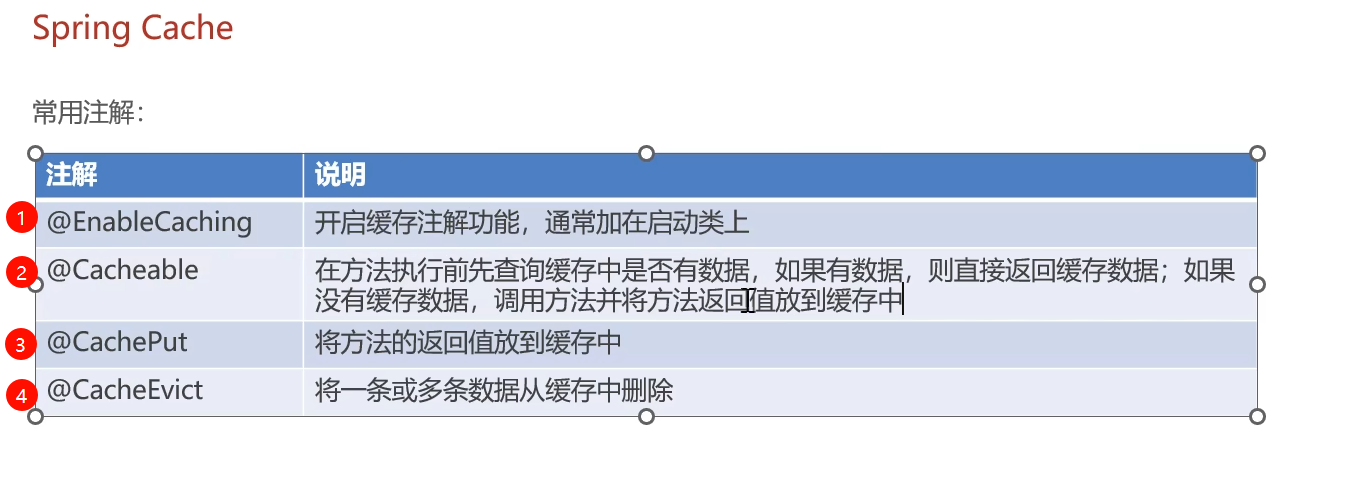 Spring Cache
常用注解：
注解 说明
1 @EnableCaching 开启缓存注解功能，通常加在启动类上
2 @Cacheable 在方法执行前先查询缓存中是否有数据，如果有数据，则直接返回缓存数据；如果
没有缓存数据，调用方法并将方法返回值放到缓存中
3 @CachePut 将方法的返回值放到缓存中
4 @CacheEvict 将一条或多条数据从缓存中删除